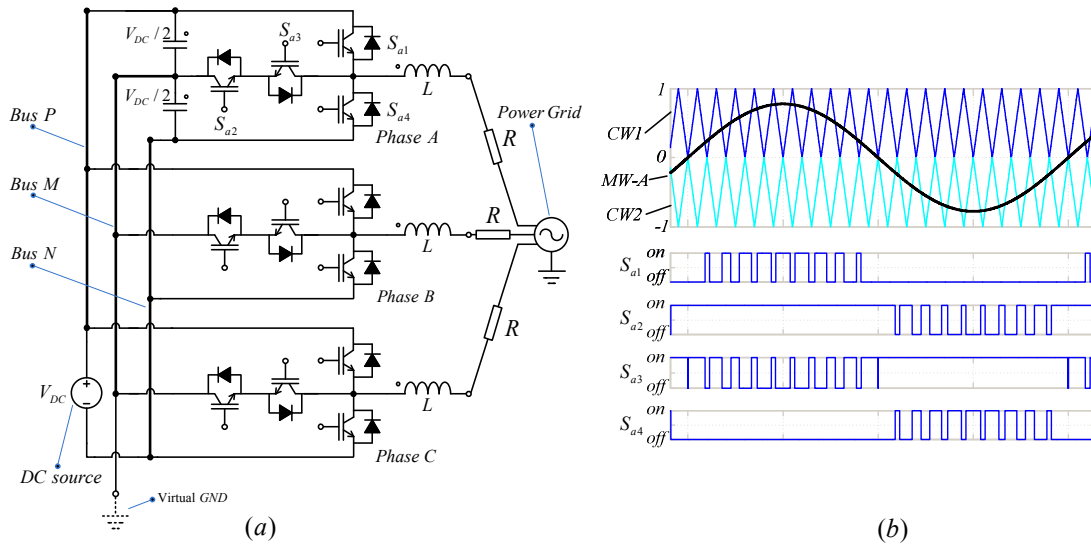 V_DC / 2
S_a3
S_a1
V_DC / 2
L
S_a2
S_a4
Phase A
Bus P
R
Power Grid
Bus M
L
R
Bus N
Phase B
R
V_DC
L
Phase C
DC source
Virtual GND
(a)
1
CW1
0
MW-A
CW2
-1
S_a1 on
off
S_a2 on
off
S_a3 on
off
S_a4 on
off
(b)